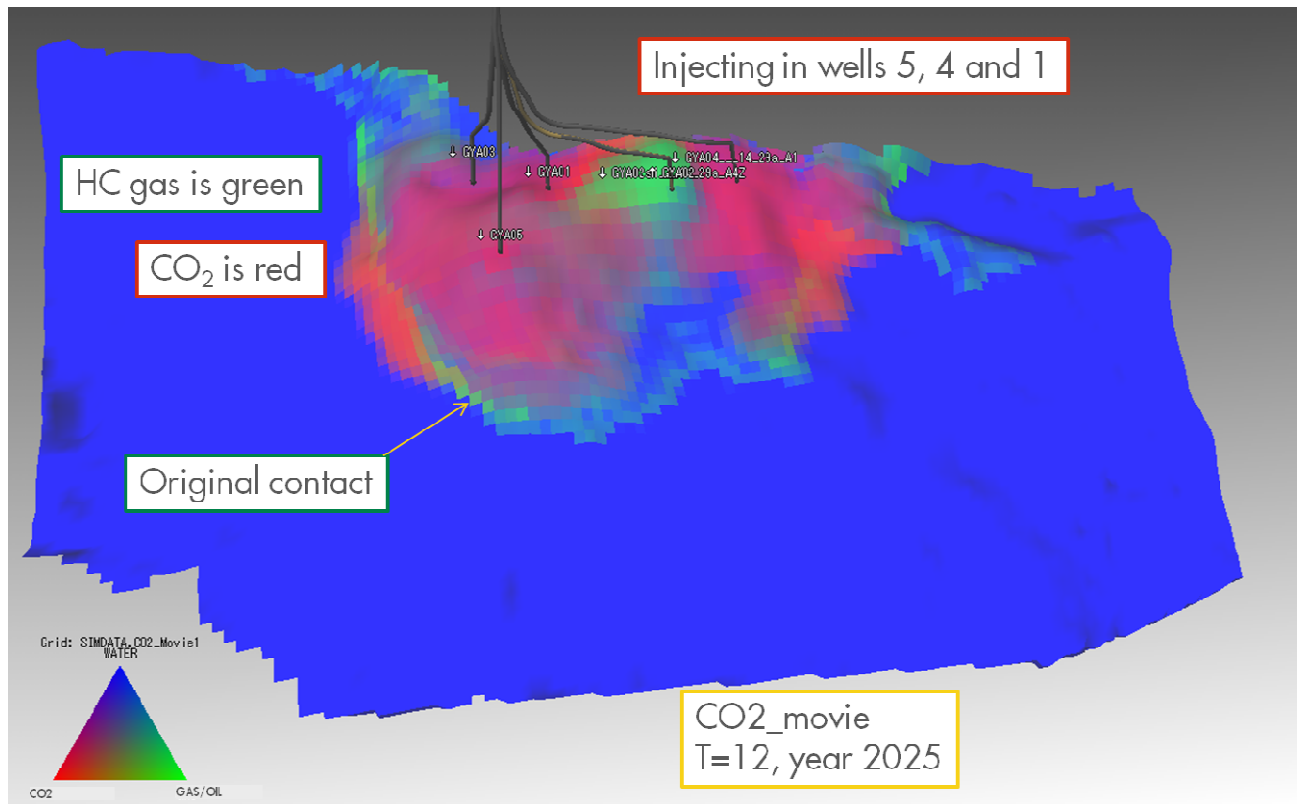 Injecting in wells 5, 4 and 1
HC gas is green
CO₂ is red
↓ GYA03
↓ GYA01
↓ GYA04___14_29a_A1
↓ GYA05
Original contact
Grid: SIMDATA.CO2_Movie1
WATER
CO2
GAS/OIL
CO2_movie
T=12, year 2025